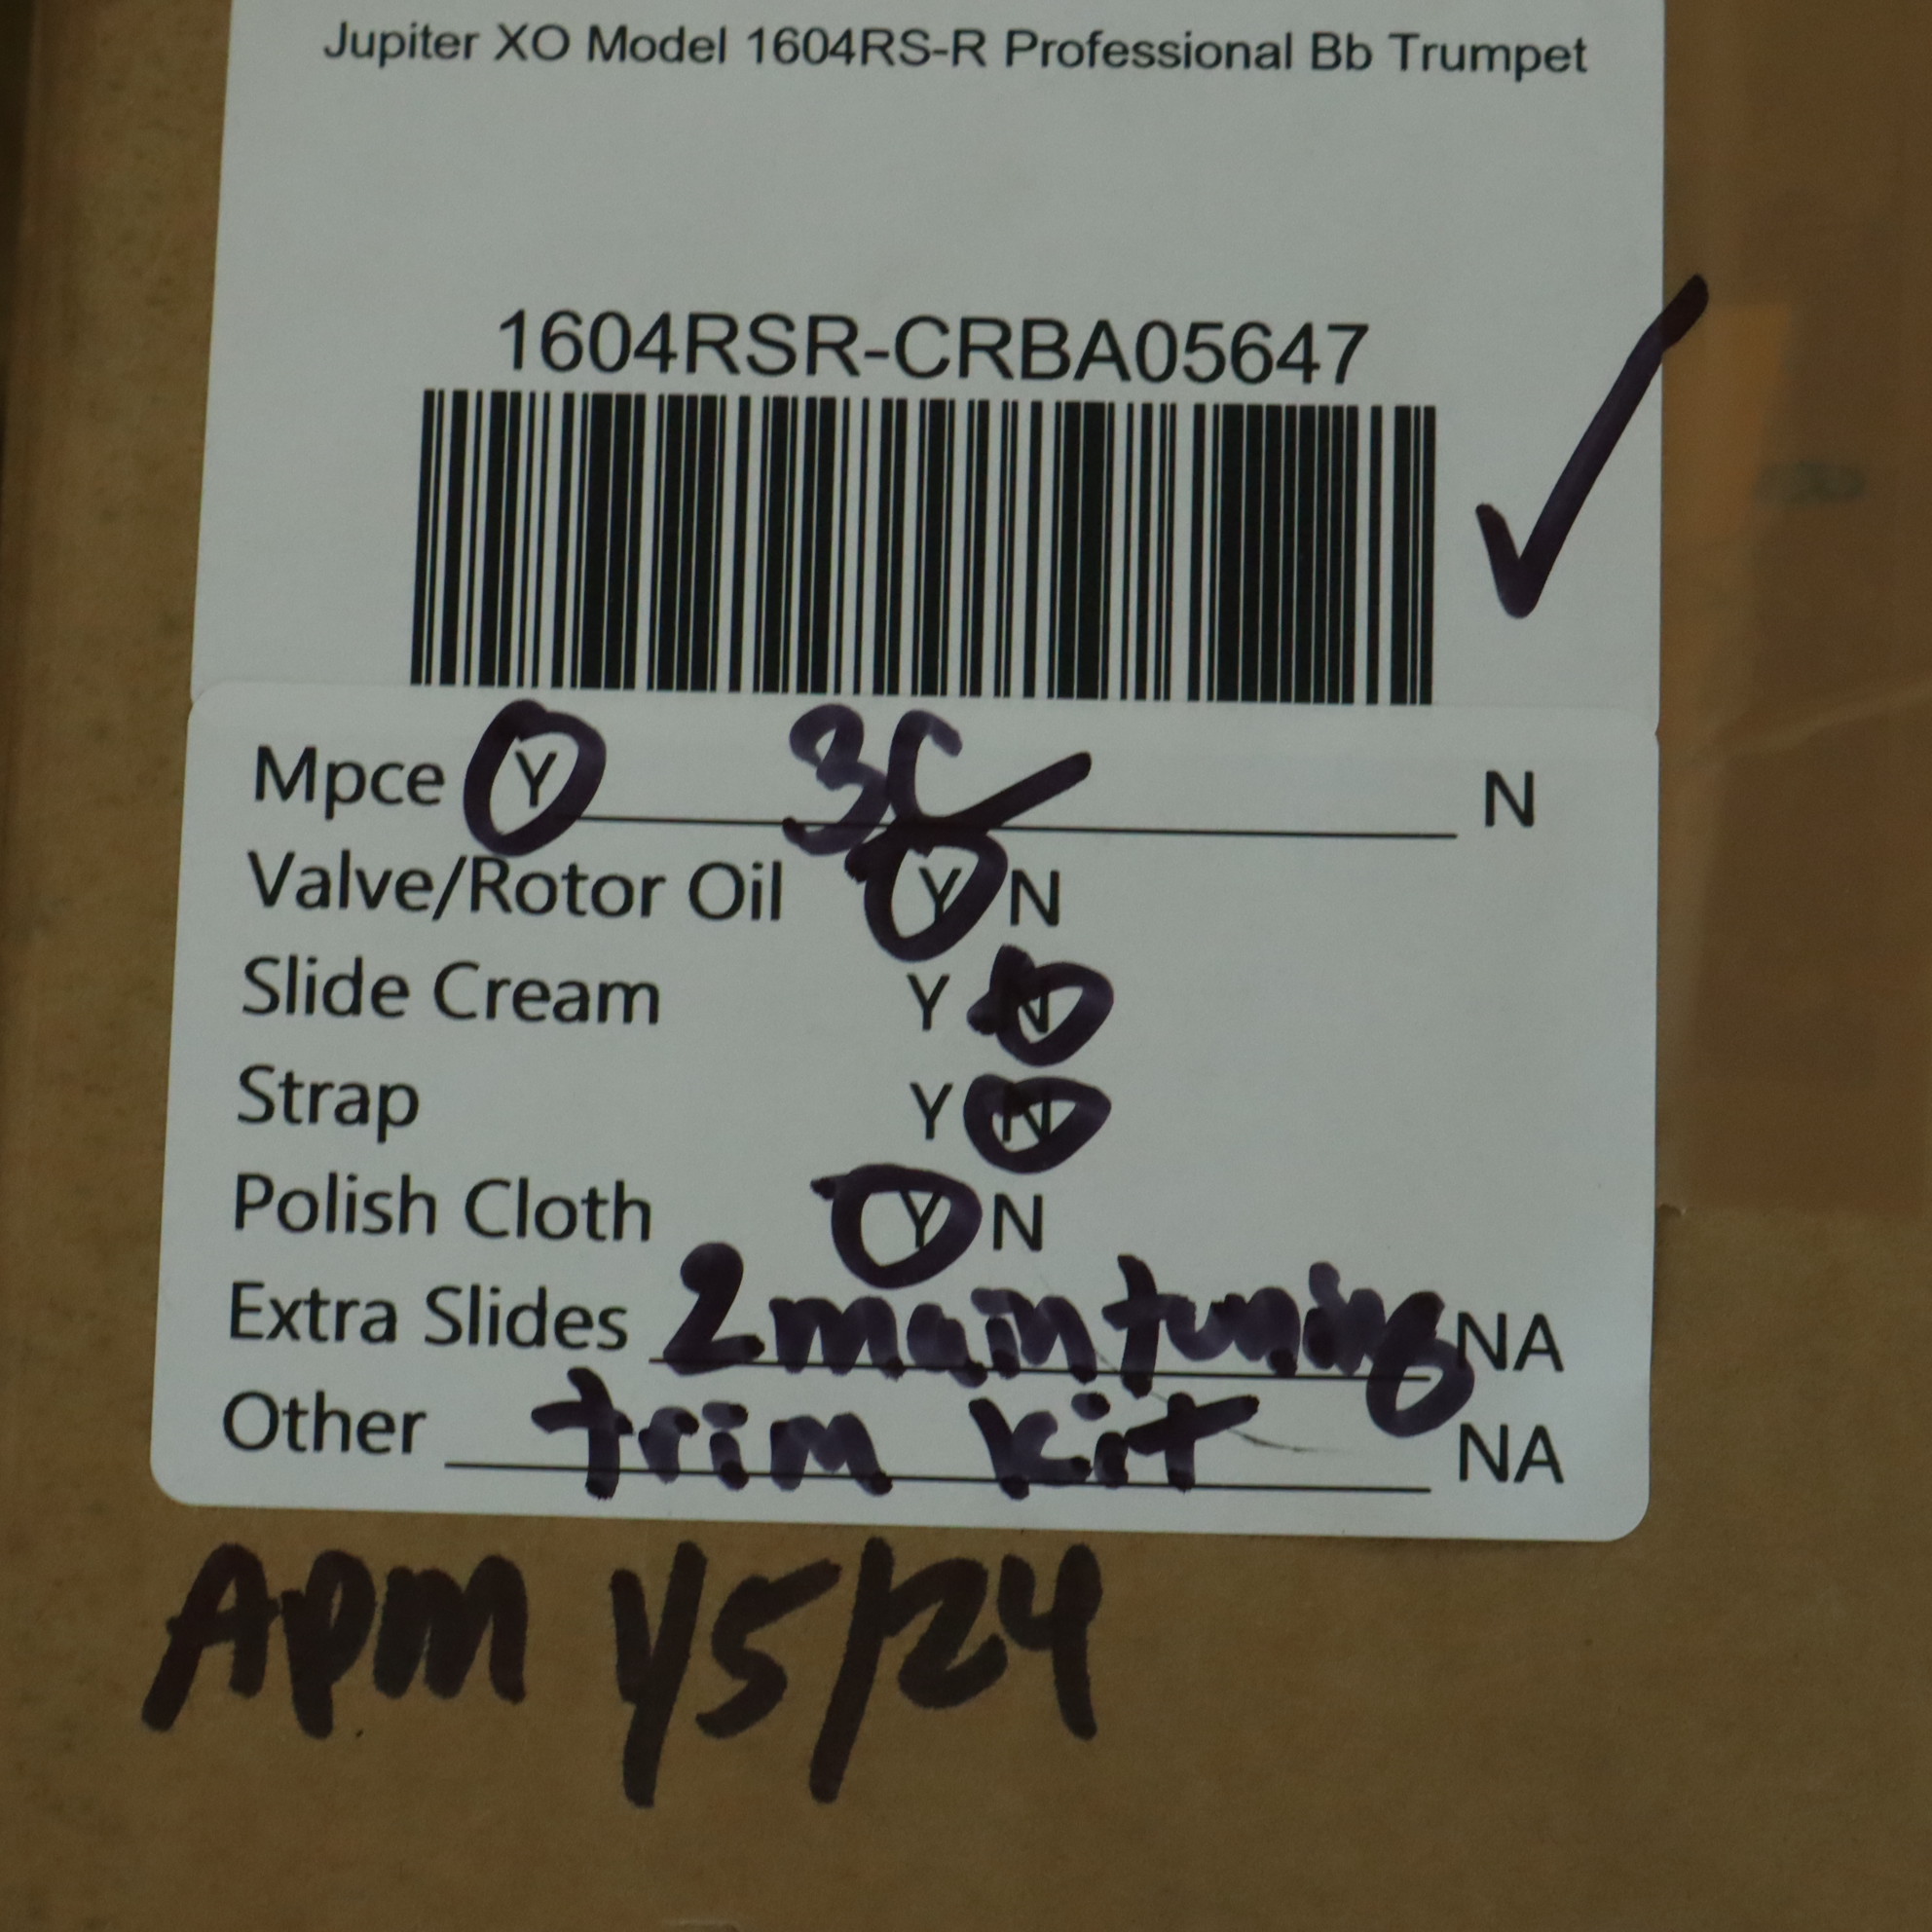 Jupiter XO Model 1604RS-R Professional Bb Trumpet
1604RSR-CRBA05647
Mpce Y 3C N
Valve/Rotor Oil Y N
Slide Cream Y N
Strap Y N
Polish Cloth Y N
Extra Slides 2 main tuning NA
Other trim kit NA
APM 1/5/24